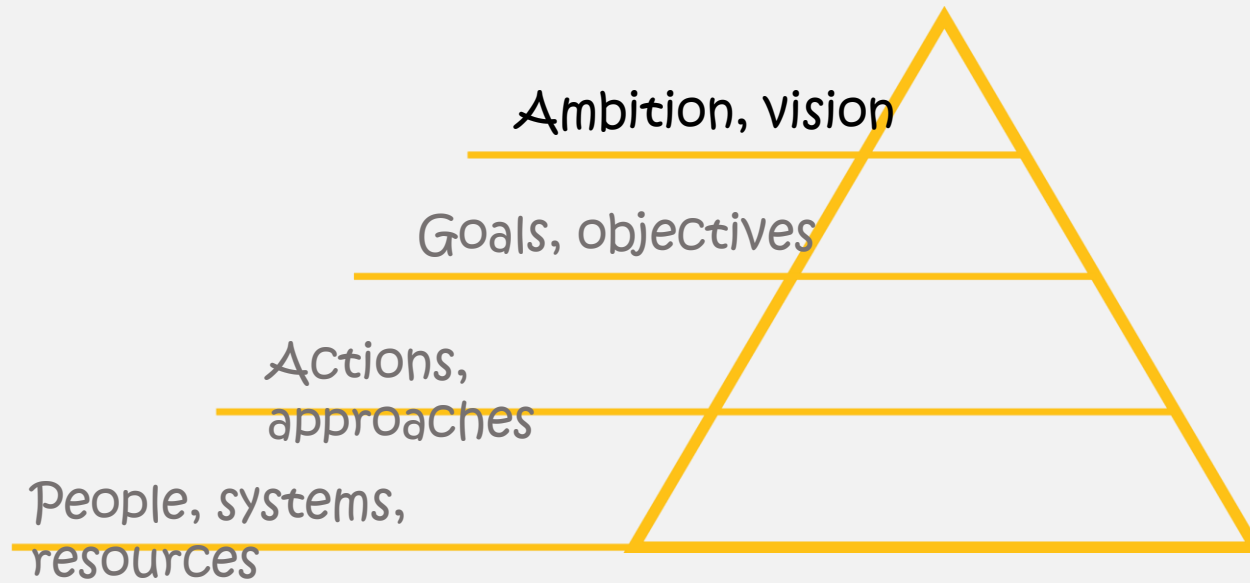 Ambition, vision
Goals, objectives
Actions,
approaches
People, systems,
resources